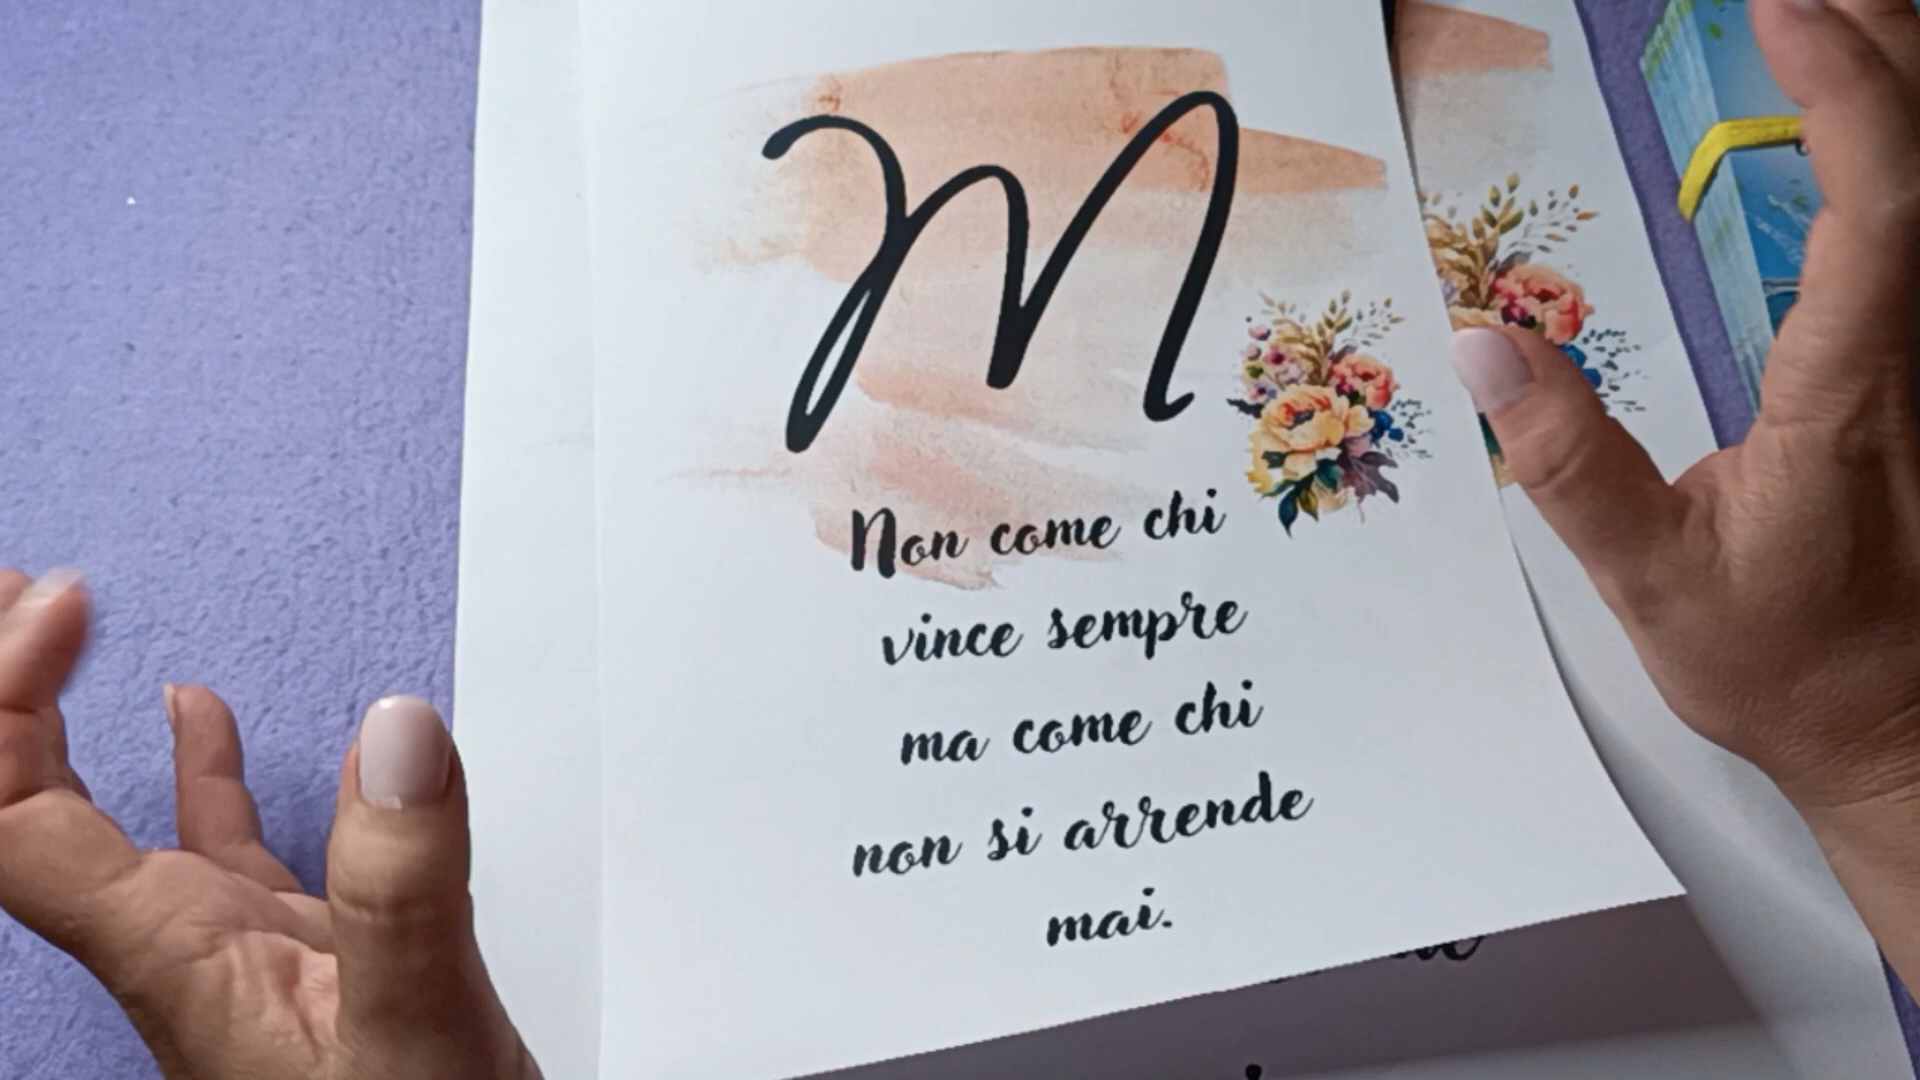 M
Non come chi
vince sempre
ma come chi
non si arrende
mai.